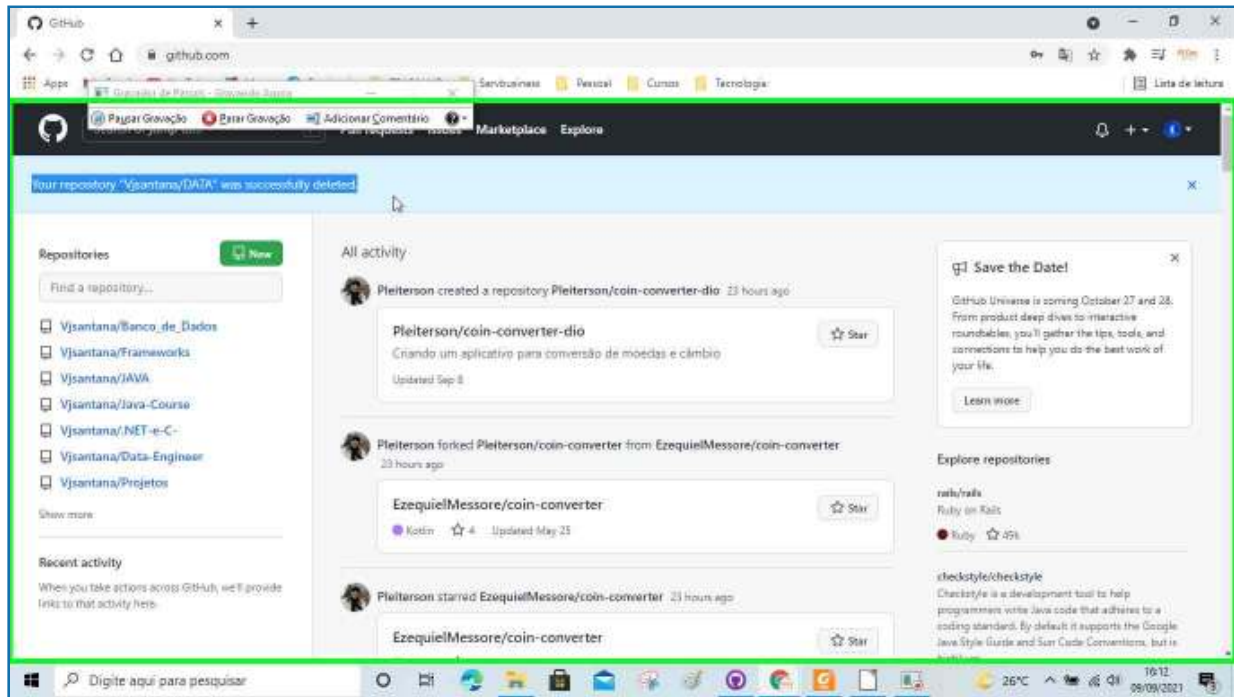 GitHub
github.com
Apps
Servbusiness
Pessoal
Cursos
Tecnologia
Lista de leitura
Gravador de Passos - Gravando Agora
Pausar Gravação
Parar Gravação
Adicionar Comentário
Pull requests
Issues
Marketplace
Explore
Your repository "Vjsantana/DATA" was successfully deleted.
Repositories
New
Find a repository...
Vjsantana/Banco_de_Dados
Vjsantana/Frameworks
Vjsantana/JAVA
Vjsantana/Java-Course
Vjsantana/.NET-e-C-
Vjsantana/Data-Engineer
Vjsantana/Projetos
Show more
Recent activity
When you take actions across GitHub, we'll provide
links to that activity here.
All activity
Pleiterson created a repository Pleiterson/coin-converter-dio 23 hours ago
Pleiterson/coin-converter-dio
Star
Criando um aplicativo para conversão de moedas e câmbio
Updated Sep 8
Pleiterson forked Pleiterson/coin-converter from EzequielMessore/coin-converter
23 hours ago
EzequielMessore/coin-converter
Star
Kotlin 4 Updated May 25
Pleiterson starred EzequielMessore/coin-converter 23 hours ago
EzequielMessore/coin-converter
Star
Save the Date!
GitHub Universe is coming October 27 and 28.
From product deep dives to interactive
roundtables, you'll gather the tips, tools, and
connections to help you do the best work of
your life.
Learn more
Explore repositories
rails/rails
Ruby on Rails
Ruby 49k
checkstyle/checkstyle
Checkstyle is a development tool to help
programmers write Java code that adheres to a
coding standard. By default it supports the Google
Java Style Guide and Sun Code Conventions, but is
Digite aqui para pesquisar
26°C
16:12
09/09/2021